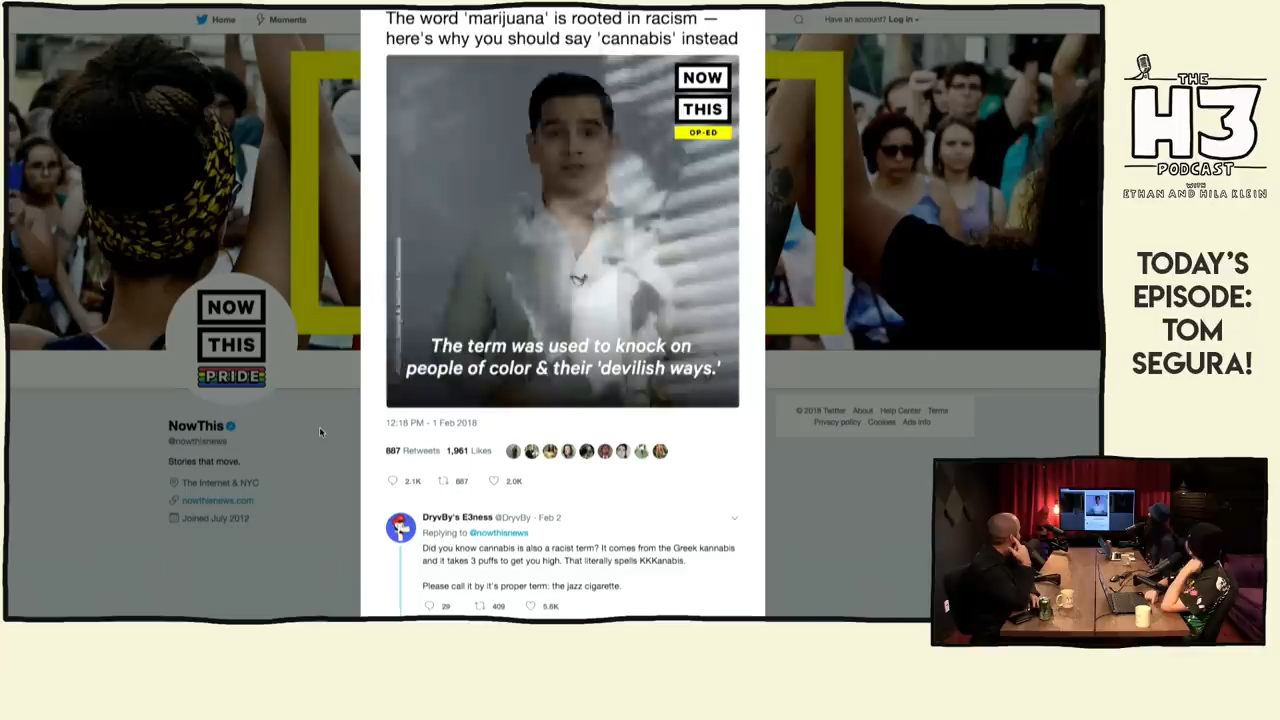 Home
Moments
Have an account? Log in
The word 'marijuana' is rooted in racism —
here's why you should say 'cannabis' instead
NOW
THIS
OP-ED
The term was used to knock on
people of color & their 'devilish ways.'
NOW
THIS
PRIDE
NowThis
@nowthisnews
Stories that move.
The Internet & NYC
nowthisnews.com
Joined July 2012
12:18 PM - 1 Feb 2018
687 Retweets 1,961 Likes
2.1K 687 2.0K
DryvBy's E3ness @DryvBy · Feb 2
Replying to @nowthisnews
Did you know cannabis is also a racist term? It comes from the Greek kannabis
and it takes 3 puffs to get you high. That literally spells KKKanabis.
Please call it by it's proper term: the jazz cigarette.
29 409 5.6K
© 2018 Twitter About Help Center Terms
Privacy policy Cookies Ads info
THE
H3
PODCAST
WITH
ETHAN AND HILA KLEIN
TODAY'S
EPISODE:
TOM
SEGURA!